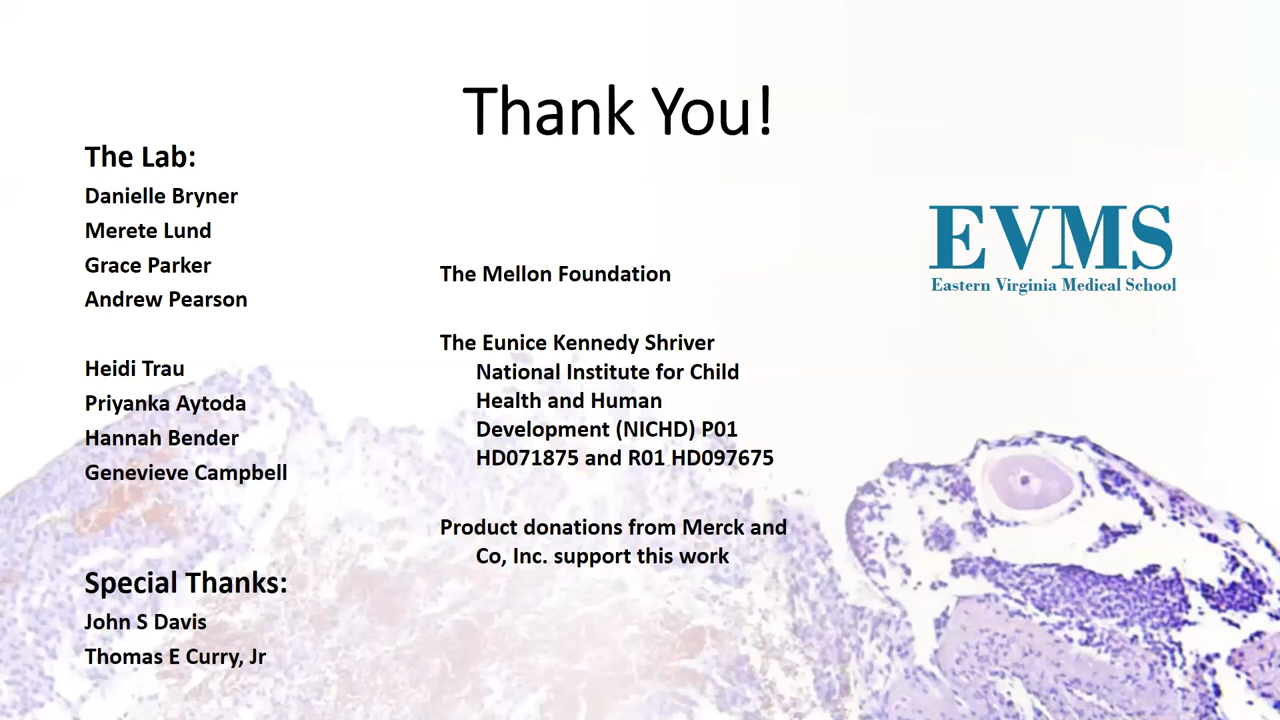 Thank You!
The Lab:
Danielle Bryner
Merete Lund
Grace Parker
Andrew Pearson
Heidi Trau
Priyanka Aytoda
Hannah Bender
Genevieve Campbell
Special Thanks:
John S Davis
Thomas E Curry, Jr
The Mellon Foundation
The Eunice Kennedy Shriver
National Institute for Child
Health and Human
Development (NICHD) P01
HD071875 and R01 HD097675
Product donations from Merck and
Co, Inc. support this work
EVMS
Eastern Virginia Medical School